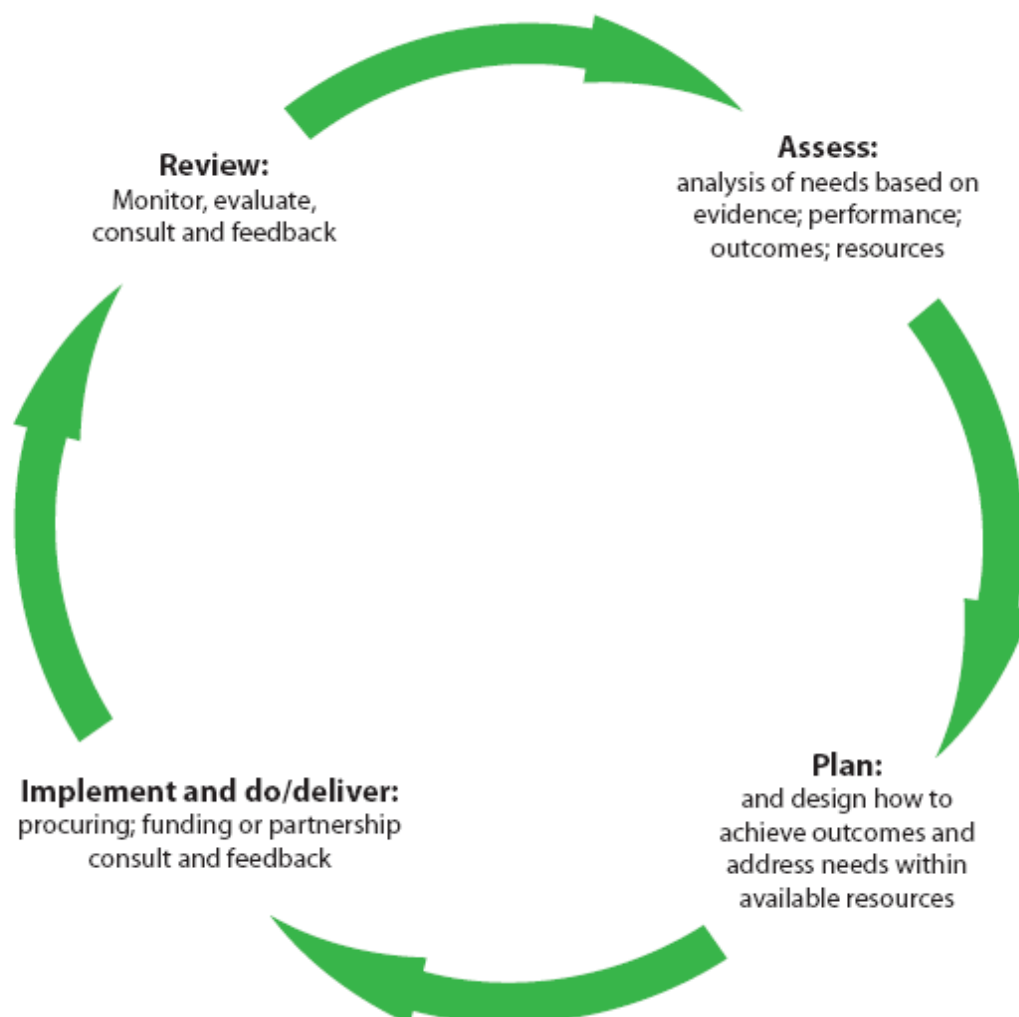 Review:
Monitor, evaluate,
consult and feedback
Assess:
analysis of needs based on
evidence; performance;
outcomes; resources
Plan:
and design how to
achieve outcomes and
address needs within
available resources
Implement and do/deliver:
procuring; funding or partnership
consult and feedback